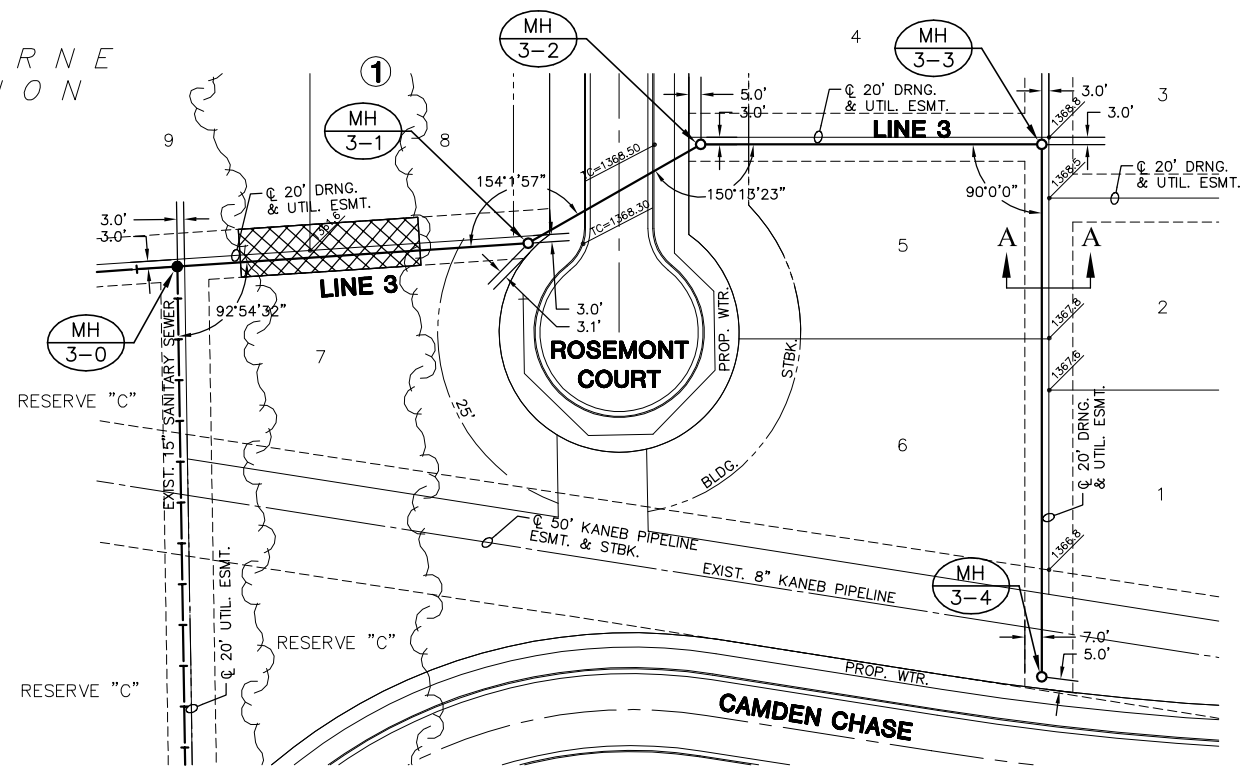 R N E
O N
①
MH
3-2
4
MH
3-3
3
MH
3-1
8
9
℄ 20' DRNG.
& UTIL. ESMT.
LINE 3
5.0'
3.0'
3.0'
3.0'
1368.8
1368.5
℄ 20' DRNG.
& UTIL. ESMT.
TC=1368.50
TC=1368.30
154°1'57"
150°13'23"
90°0'0"
℄ 20' DRNG.
& UTIL. ESMT.
3.0'
3.0'
LINE 3
92°54'32"
MH
3-0
3.0'
3.1'
5
A A
2
7
ROSEMONT
COURT
PROP. WTR.
STBK.
BLDG.
25'
1367.8
1367.6
RESERVE "C"
EXIST. 15" SANITARY SEWER
6
℄ 20' DRNG.
& UTIL. ESMT.
1
℄ 50' KANEB PIPELINE
ESMT. & STBK.
EXIST. 8" KANEB PIPELINE
1366.8
MH
3-4
7.0'
5.0'
℄ 20' UTIL. ESMT.
RESERVE "C"
RESERVE "C"
PROP. WTR.
CAMDEN CHASE